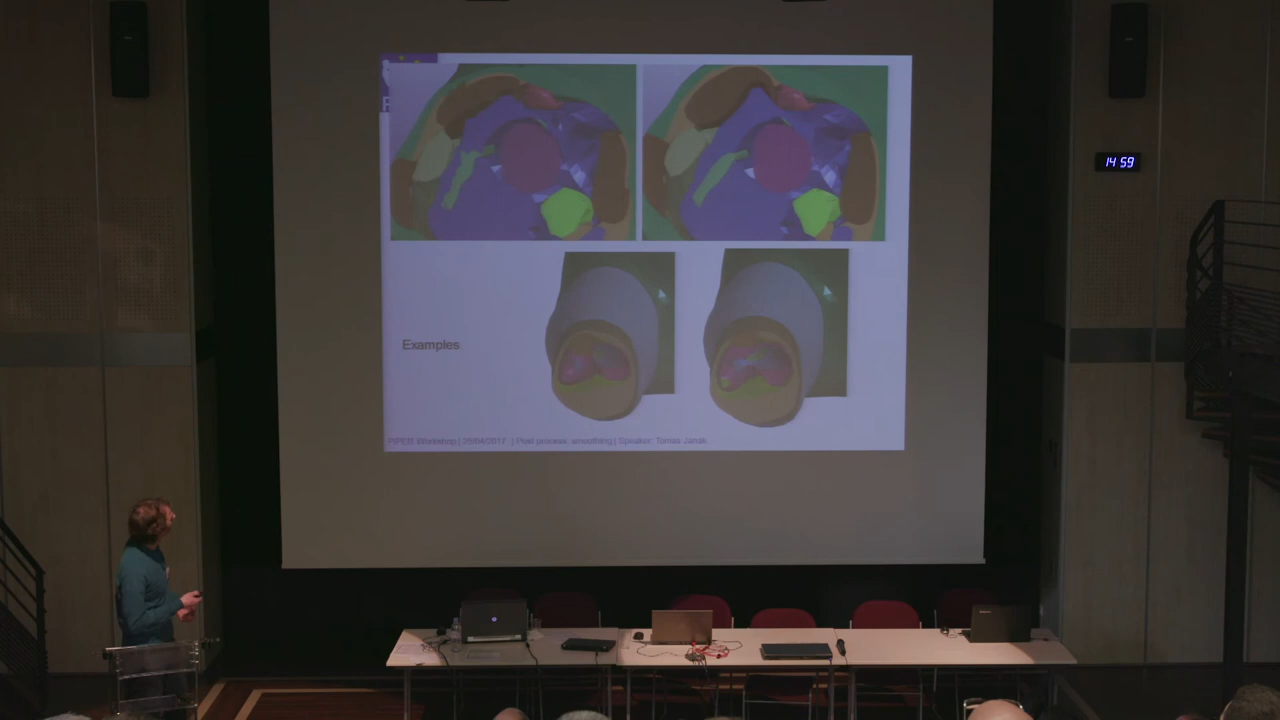 14 59
Examples
PIPER Workshop | 25/04/2017 | Post process: smoothing | Speaker: Tomas Janak